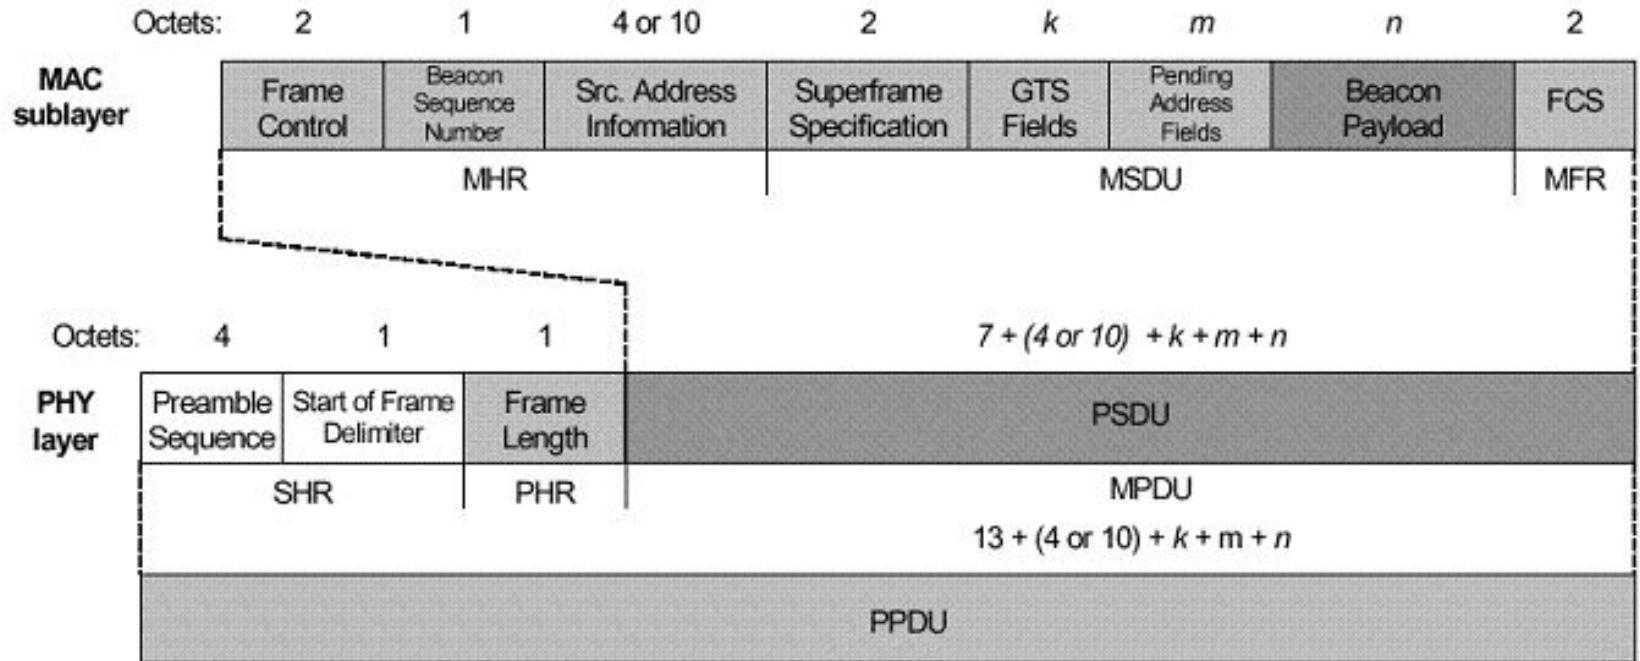 Octets: 2 1 4 or 10 2 k m n 2
MAC
sublayer
Frame
Control
Beacon
Sequence
Number
Src. Address
Information
Superframe
Specification
GTS
Fields
Pending
Address
Fields
Beacon
Payload
FCS
MHR MSDU MFR
Octets: 4 1 1 7 + (4 or 10) + k + m + n
PHY
layer
Preamble
Sequence
Start of Frame
Delimiter
Frame
Length
PSDU
SHR PHR MPDU
13 + (4 or 10) + k + m + n
PPDU